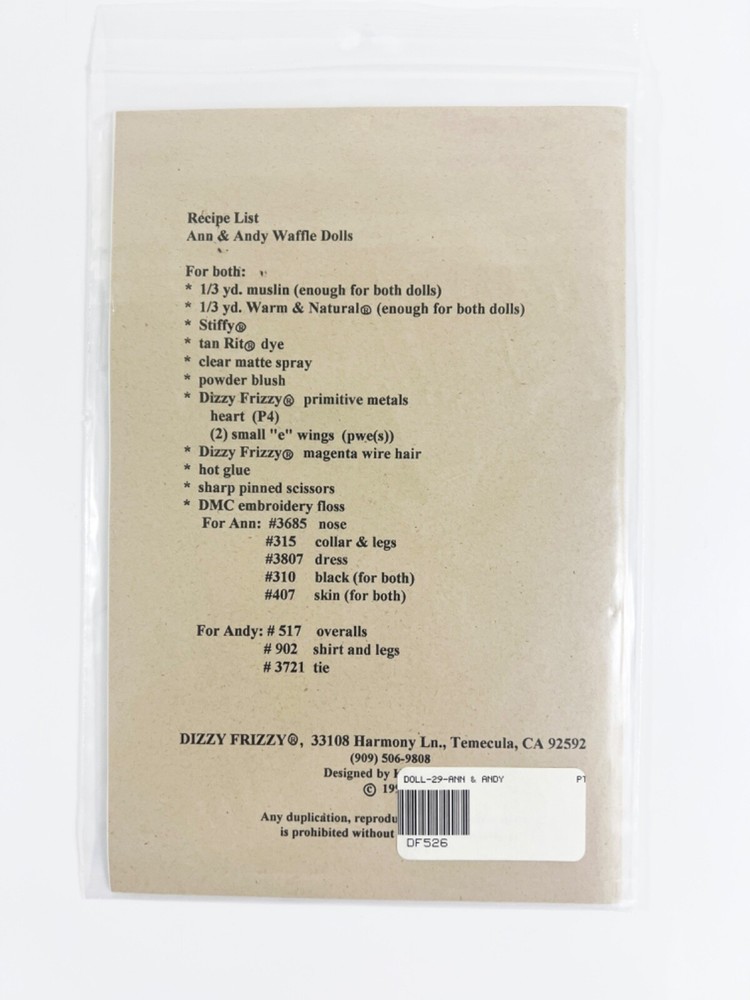 Recipe List
Ann & Andy Waffle Dolls
For both:
* 1/3 yd. muslin (enough for both dolls)
* 1/3 yd. Warm & Natural® (enough for both dolls)
* Stiffy®
* tan Rit® dye
* clear matte spray
* powder blush
* Dizzy Frizzy® primitive metals
heart (P4)
(2) small "e" wings (pwe(s))
* Dizzy Frizzy® magenta wire hair
* hot glue
* sharp pinned scissors
* DMC embroidery floss
For Ann: #3685 nose
#315 collar & legs
#3807 dress
#310 black (for both)
#407 skin (for both)
For Andy: # 517 overalls
# 902 shirt and legs
# 3721 tie
DIZZY FRIZZY®, 33108 Harmony Ln., Temecula, CA 92592
(909) 506-9808
Designed by
©
Any duplication,
is prohibited without
DOLL-29-ANN & ANDY
DF526